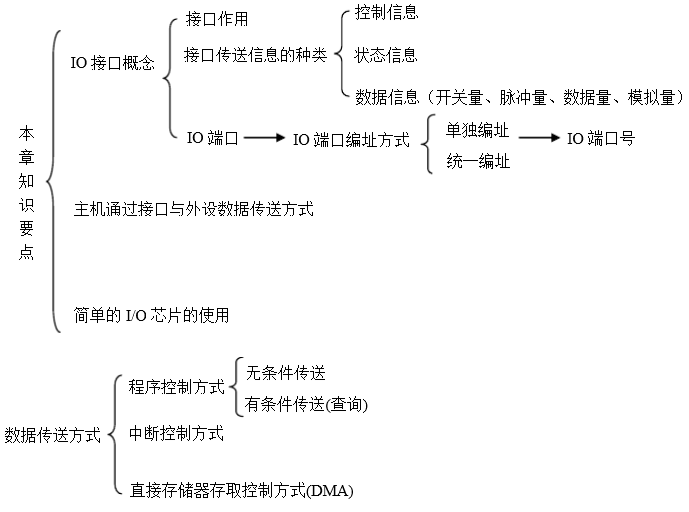 本章知识要点
IO 接口概念
接口作用
接口传送信息的种类
控制信息
状态信息
数据信息（开关量、脉冲量、数据量、模拟量）
IO 端口
IO 端口编址方式
单独编址
统一编址
IO 端口号
主机通过接口与外设数据传送方式
简单的 I/O 芯片的使用
数据传送方式
程序控制方式
无条件传送
有条件传送(查询)
中断控制方式
直接存储器存取控制方式(DMA)